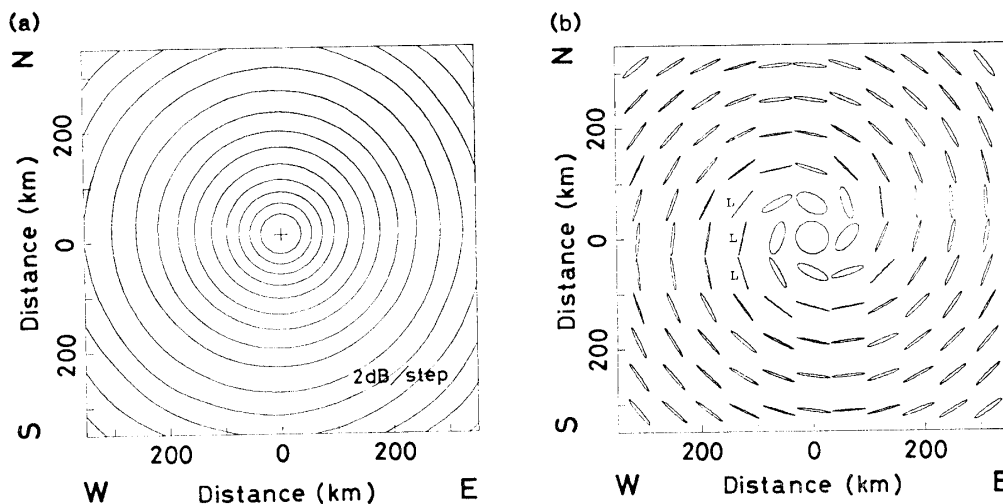 (a)
N
200
0
200
Distance (km)
S
2dB/step
200 0 200
W Distance (km) E
(b)
N
200
0
200
Distance (km)
S
L
L
L
200 0 200
W Distance (km) E